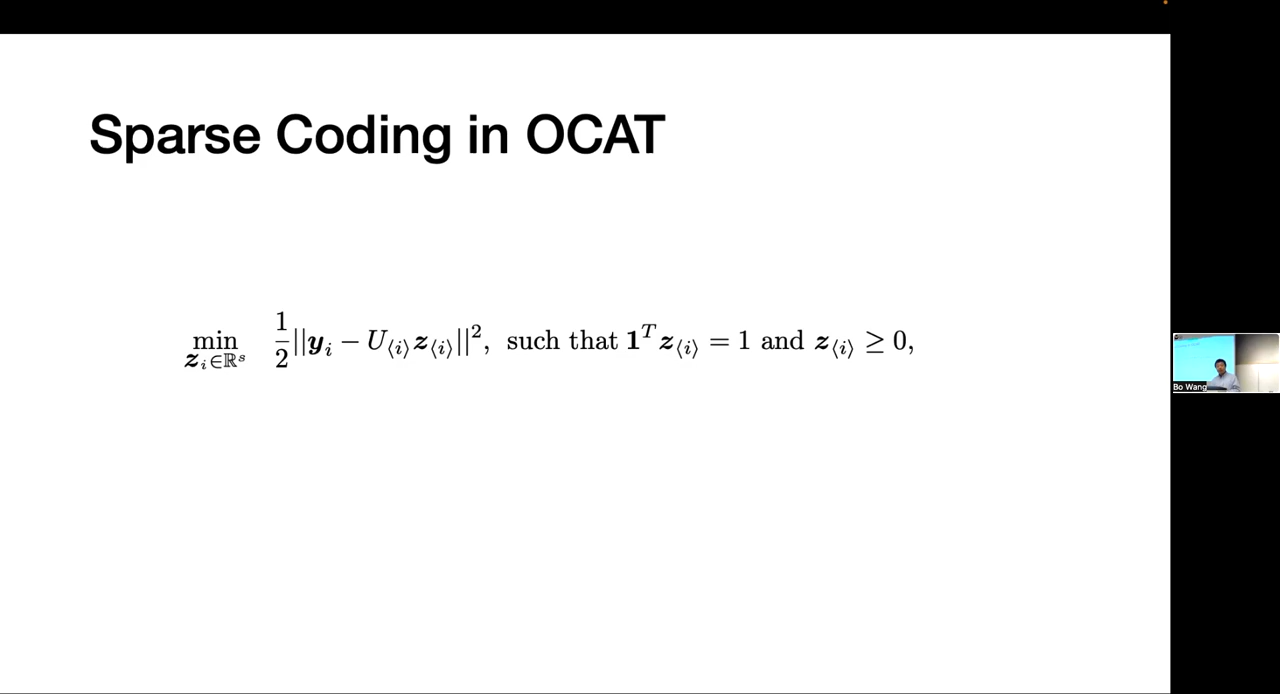 Sparse Coding in OCAT
min_{𝒛_i∈ℝ^s} 1/2||𝒚_i − U_⟨i⟩𝒛_⟨i⟩||², such that 𝟏^T 𝒛_⟨i⟩ = 1 and 𝒛_⟨i⟩ ≥ 0,
Bo Wang